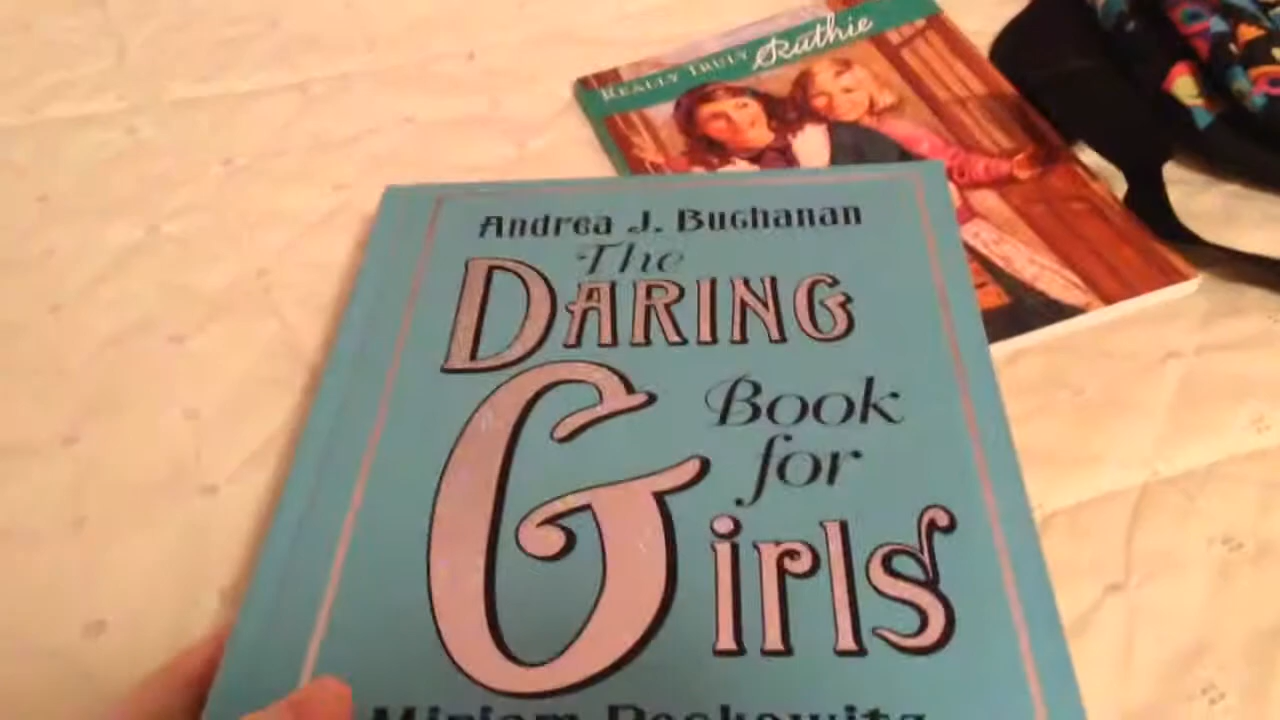 REALLY TRULY Ruthie
Andrea J. Buchanan
The
DARING
Book
for
Girls
Miriam Peskowitz